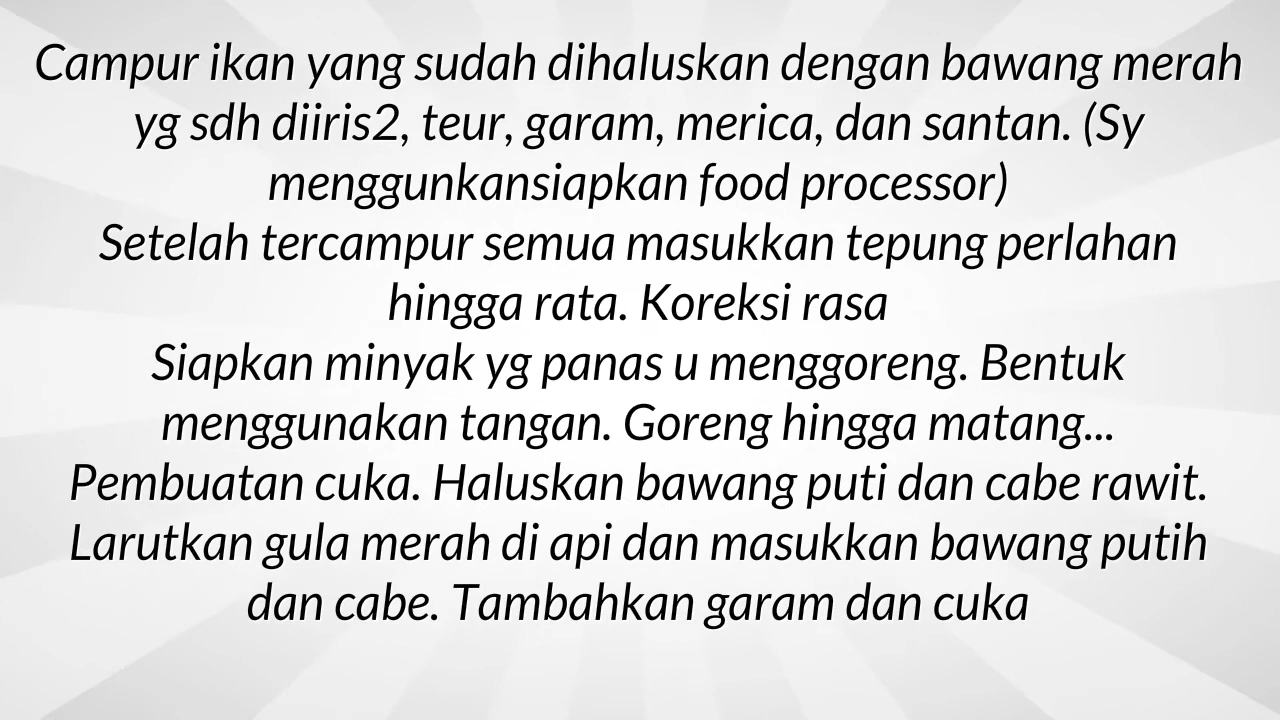 Campur ikan yang sudah dihaluskan dengan bawang merah
yg sdh diiris2, teur, garam, merica, dan santan. (Sy
menggunkansiapkan food processor)
Setelah tercampur semua masukkan tepung perlahan
hingga rata. Koreksi rasa
Siapkan minyak yg panas u menggoreng. Bentuk
menggunakan tangan. Goreng hingga matang...
Pembuatan cuka. Haluskan bawang puti dan cabe rawit.
Larutkan gula merah di api dan masukkan bawang putih
dan cabe. Tambahkan garam dan cuka